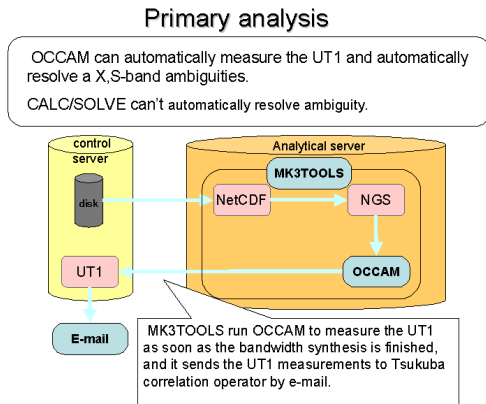 Primary analysis
OCCAM can automatically measure the UT1 and automatically
resolve a X,S-band ambiguities.
CALC/SOLVE can't automatically resolve ambiguity.
control
server
Analytical server
MK3TOOLS
disk
NetCDF
NGS
UT1
OCCAM
E-mail
MK3TOOLS run OCCAM to measure the UT1
as soon as the bandwidth synthesis is finished,
and it sends the UT1 measurements to Tsukuba
correlation operator by e-mail.